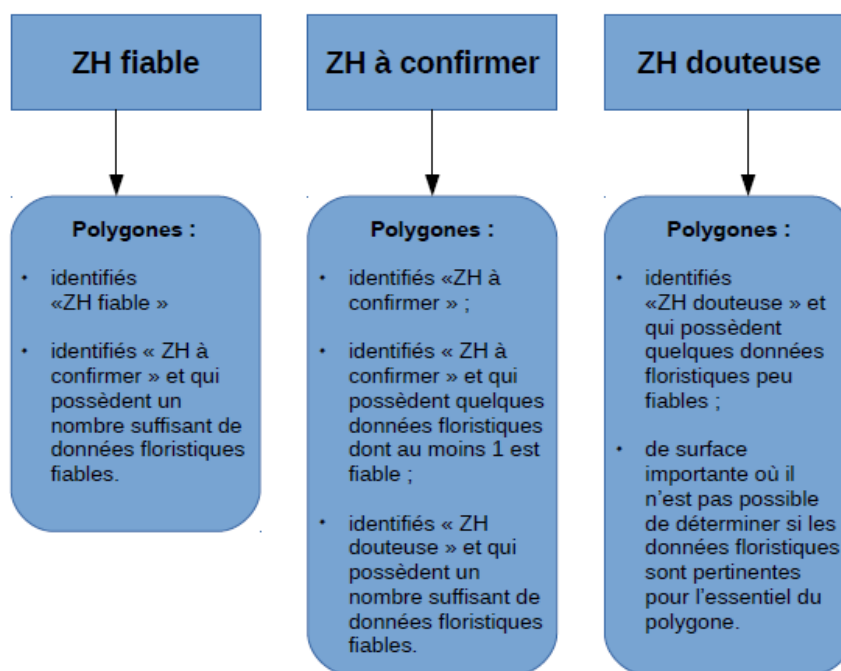 ZH fiable
Polygones :
• identifiés
«ZH fiable »
• identifiés « ZH à
confirmer » et qui
possèdent un
nombre suffisant de
données floristiques
fiables.
ZH à confirmer
Polygones :
• identifiés «ZH à
confirmer » ;
• identifiés « ZH à
confirmer » et qui
possèdent quelques
données floristiques
dont au moins 1 est
fiable ;
• identifiés « ZH
douteuse » et qui
possèdent un
nombre suffisant de
données floristiques
fiables.
ZH douteuse
Polygones :
• identifiés
«ZH douteuse » et
qui possèdent
quelques données
floristiques peu
fiables ;
• de surface
importante où il
n’est pas possible
de déterminer si les
données floristiques
sont pertinentes
pour l’essentiel du
polygone.